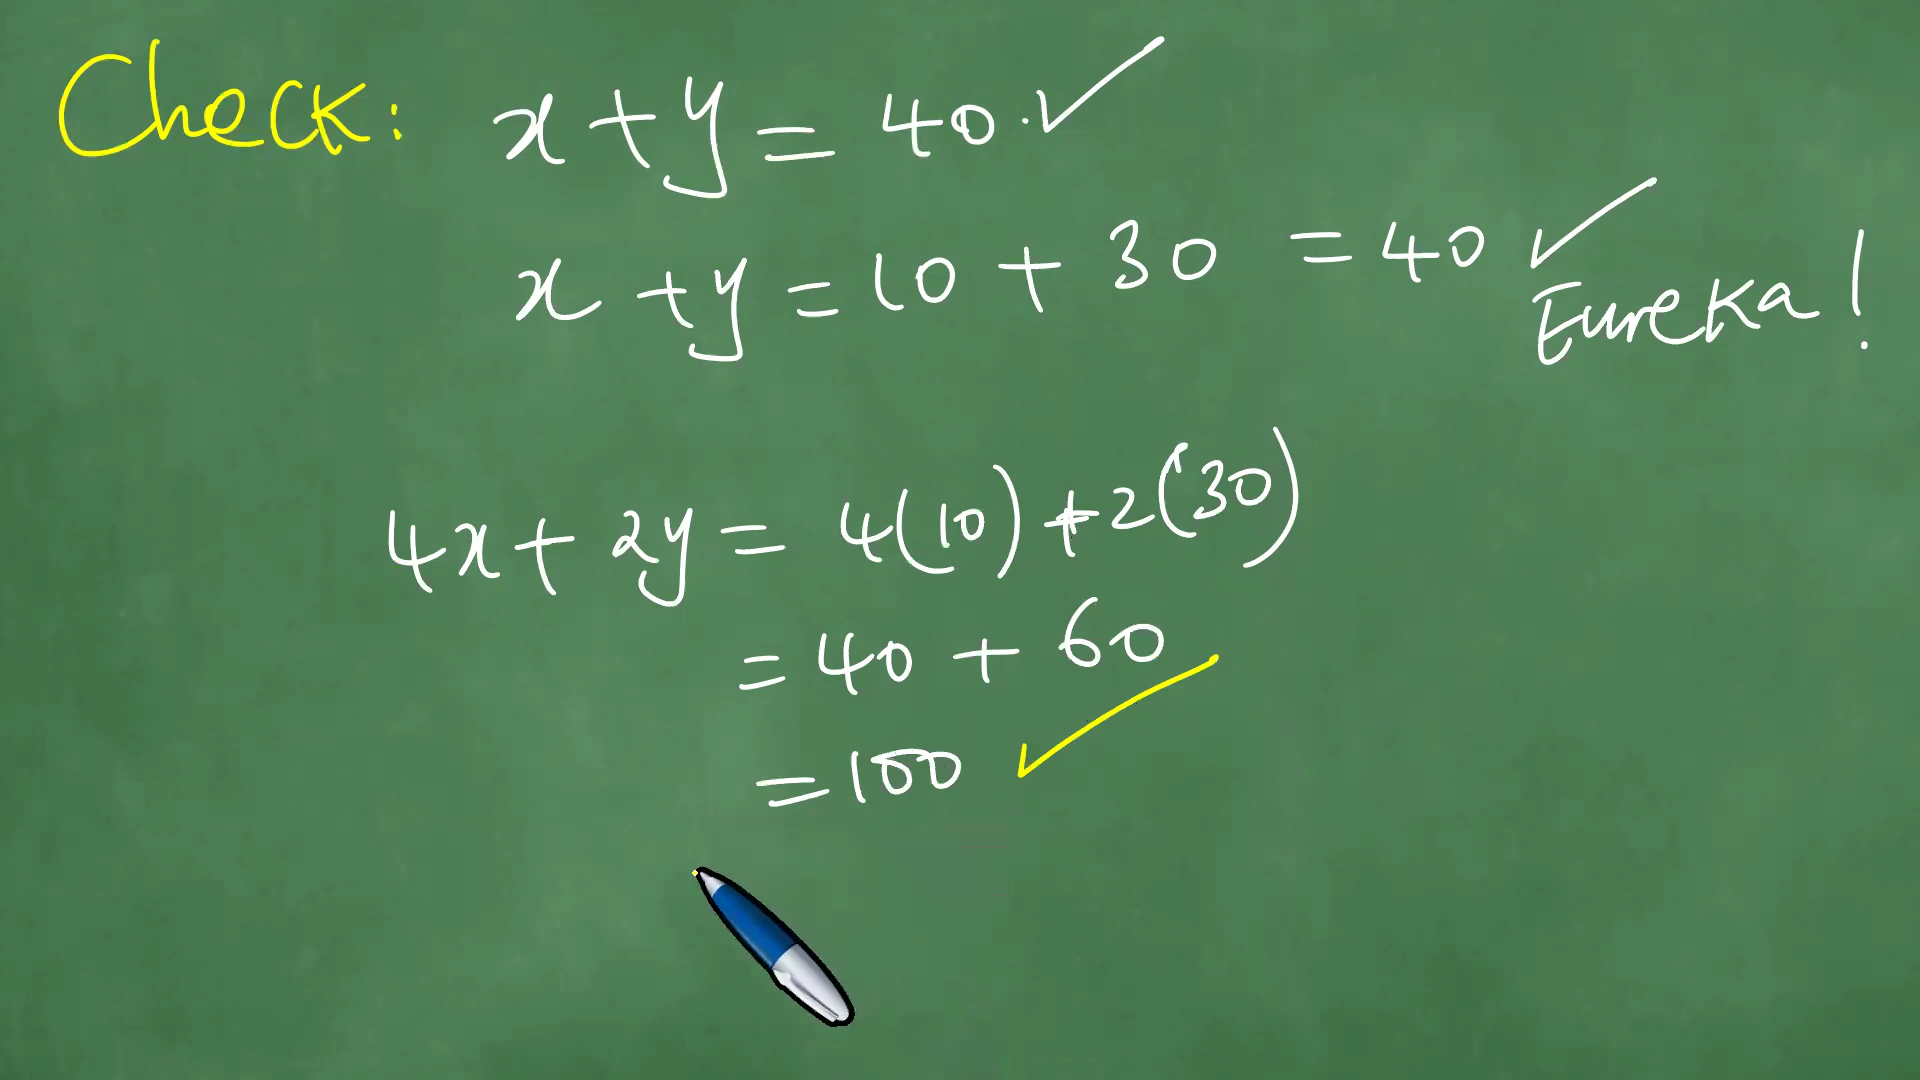 Check: x + y = 40. ✓
x + y = 10 + 30 = 40 ✓
Eureka!
4x + 2y = 4(10) + 2(30)
= 40 + 60
= 100 ✓